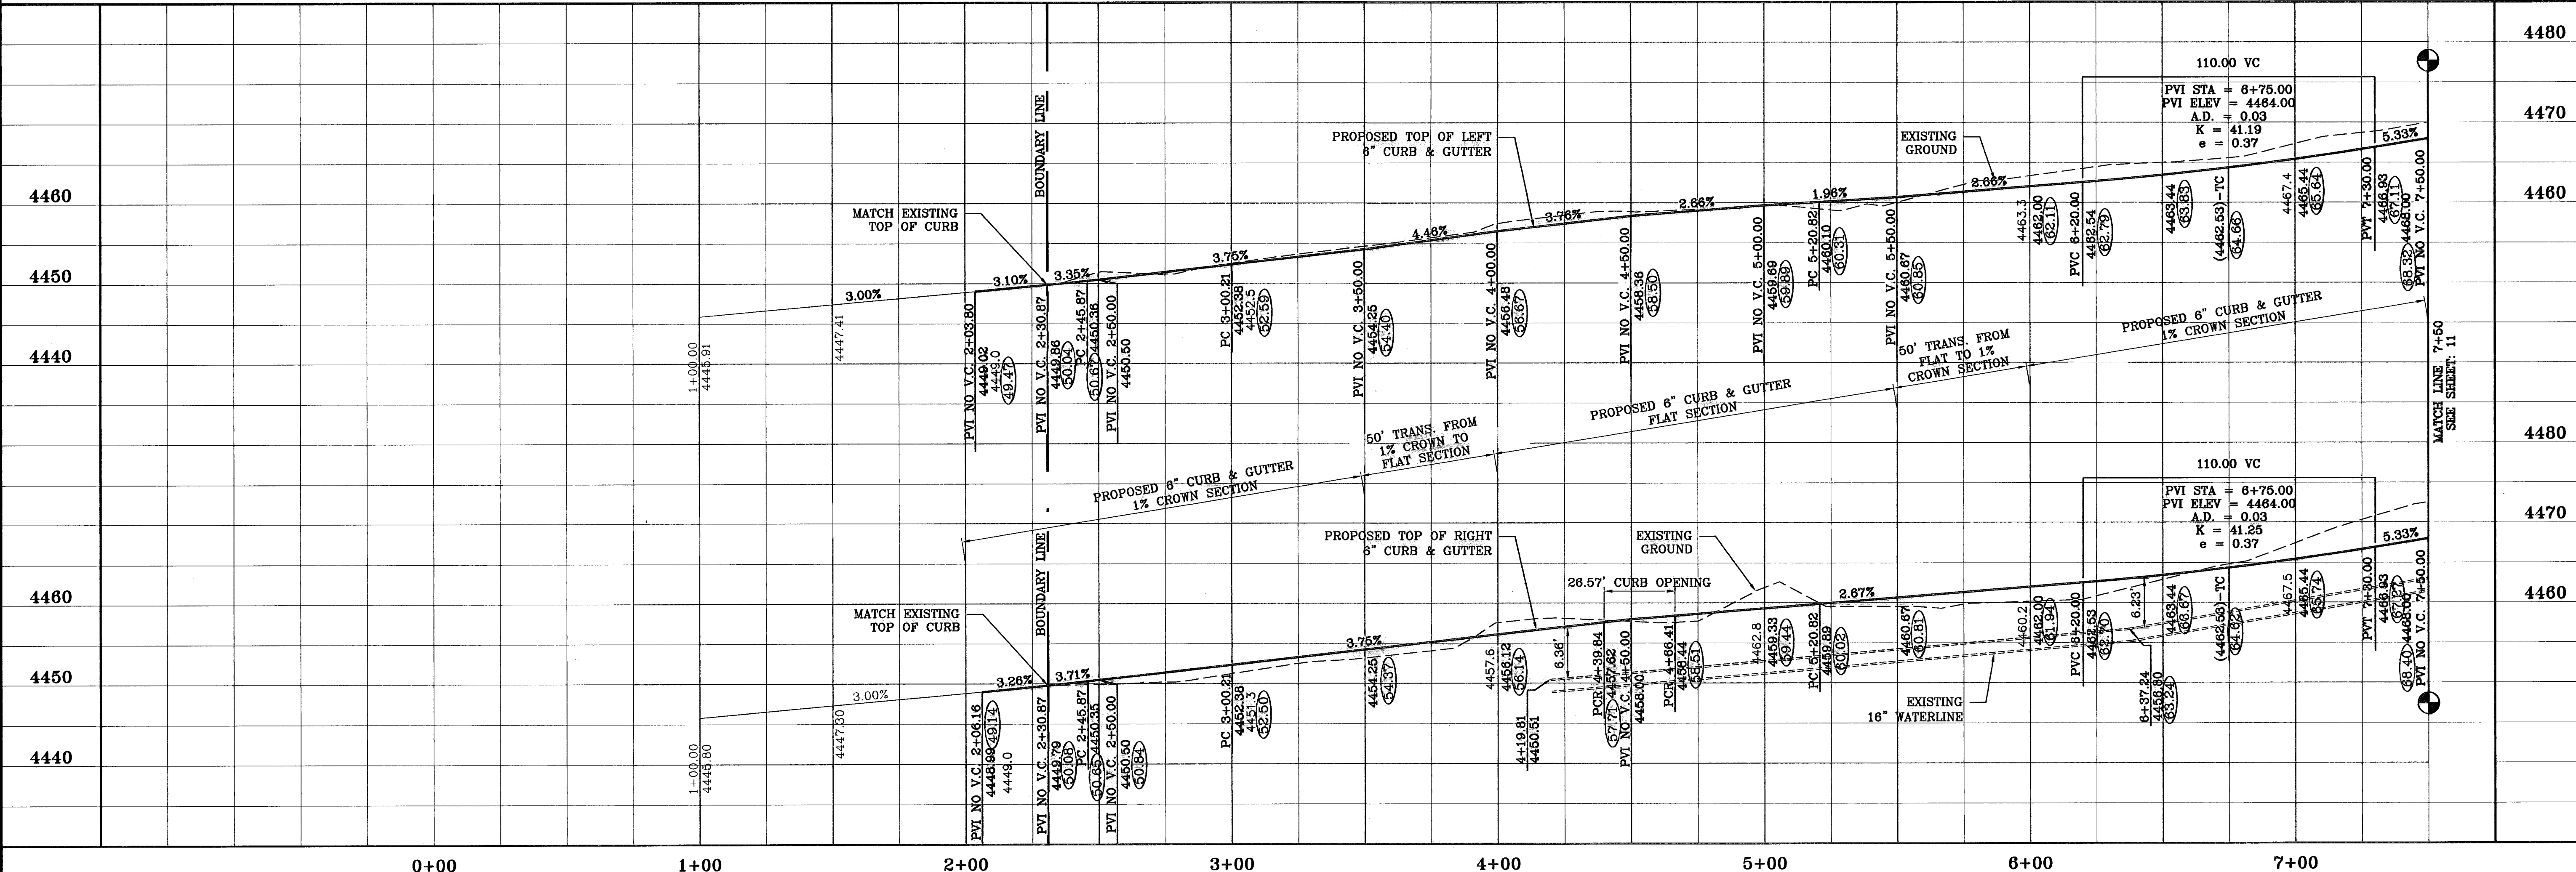 4480
4470
4460
4450
4440
4480
4470
4460
4450
4440
4460
4450
4440
4460
4450
4440
0+00
1+00
2+00
3+00
4+00
5+00
6+00
7+00
BOUNDARY LINE
MATCH EXISTING
TOP OF CURB
PROPOSED TOP OF LEFT
6" CURB & GUTTER
EXISTING
GROUND
110.00 VC
PVI STA = 6+75.00
PVI ELEV = 4464.00
A.D. = 0.03
K = 41.19
e = 0.37
3.00%
3.10%
3.35%
3.75%
4.46%
3.76%
2.66%
1.96%
2.66%
5.33%
1+00.00
4445.91
4447.41
PVI NO V.C. 2+03.80
4449.02
4449.0
49.47
PVI NO V.C. 2+30.87
4449.86
50.04
PC 2+45.87
50.67 4450.36
PVI NO V.C. 2+50.00
4450.50
PC 3+00.21
4452.38
4452.5
52.59
PVI NO V.C. 3+50.00
4454.25
54.40
PVI NO V.C. 4+00.00
4456.48
56.67
PVI NO V.C. 4+50.00
4458.36
58.50
PVI NO V.C. 5+00.00
4459.69
59.89
PC 5+20.82
4460.10
60.31
PVI NO V.C. 5+50.00
4460.67
60.85
4463.3
4462.00
62.11
PVC 6+20.00
4462.54
62.79
4463.44
63.83
(4462.53)-TC
64.66
4467.4
4465.44
65.64
PVT 7+30.00
4466.93
67.11
68.32 4468.00
PVI NO V.C. 7+50.00
MATCH LINE 7+50
SEE SHEET: 11
PROPOSED 6" CURB & GUTTER
1% CROWN SECTION
50' TRANS. FROM
1% CROWN TO
FLAT SECTION
PROPOSED 6" CURB & GUTTER
FLAT SECTION
50' TRANS. FROM
FLAT TO 1%
CROWN SECTION
PROPOSED 6" CURB & GUTTER
1% CROWN SECTION
BOUNDARY LINE
MATCH EXISTING
TOP OF CURB
PROPOSED TOP OF RIGHT
6" CURB & GUTTER
EXISTING
GROUND
26.57' CURB OPENING
110.00 VC
PVI STA = 6+75.00
PVI ELEV = 4464.00
A.D. = 0.03
K = 41.25
e = 0.37
3.00%
3.26%
3.71%
3.75%
2.67%
5.33%
6.36'
6.23'
EXISTING
16" WATERLINE
1+00.00
4445.80
4447.30
PVI NO V.C. 2+06.16
4448.99 49.14
4449.0
PVI NO V.C. 2+30.87
4449.79
50.08
PC 2+45.87
50.65 4450.35
PVI NO V.C. 2+50.00
4450.50
50.84
PC 3+00.21
4452.38
4451.3
52.50
4454.25
54.37
4457.6
4456.12
56.14
4+19.81
4450.51
PCR 4+39.84
57.71 4457.62
PVI NO V.C. 4+50.00
4458.00
PCR 4+66.41
4458.44
4462.8
4459.33
59.44
PC 5+20.82
4459.89
60.02
4460.67
60.81
4460.2
4462.00
61.94
PVC 6+20.00
4462.53
62.70
6+37.24
4456.80
63.24
4463.44
63.67
(4462.53)-TC
64.62
4467.5
4465.44
65.74
PVT 7+30.00
4466.93
67.27
68.40 4468.00
PVI NO V.C. 7+50.00